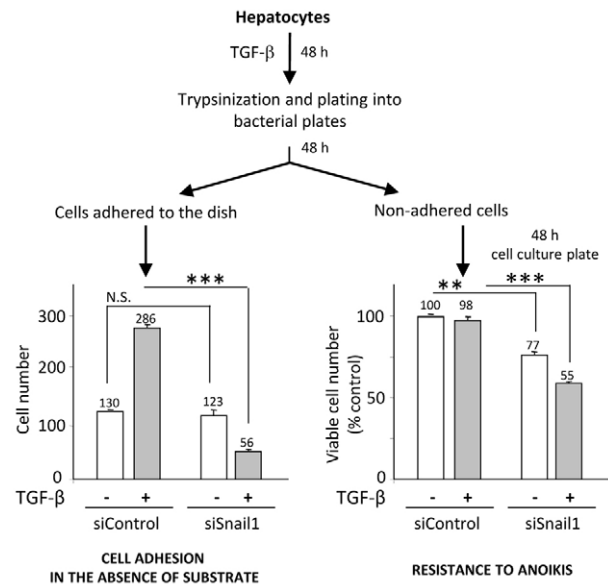 Hepatocytes
TGF-β 48 h
Trypsinization and plating into
bacterial plates
48 h
Cells adhered to the dish
Non-adhered cells
48 h
cell culture plate
***
N.S.
300
200
100
0
Cell number
130
286
123
56
TGF-β - + - +
siControl siSnail1
CELL ADHESION
IN THE ABSENCE OF SUBSTRATE
** ***
100
50
0
Viable cell number
(% control)
100
98
77
55
TGF-β - + - +
siControl siSnail1
RESISTANCE TO ANOIKIS